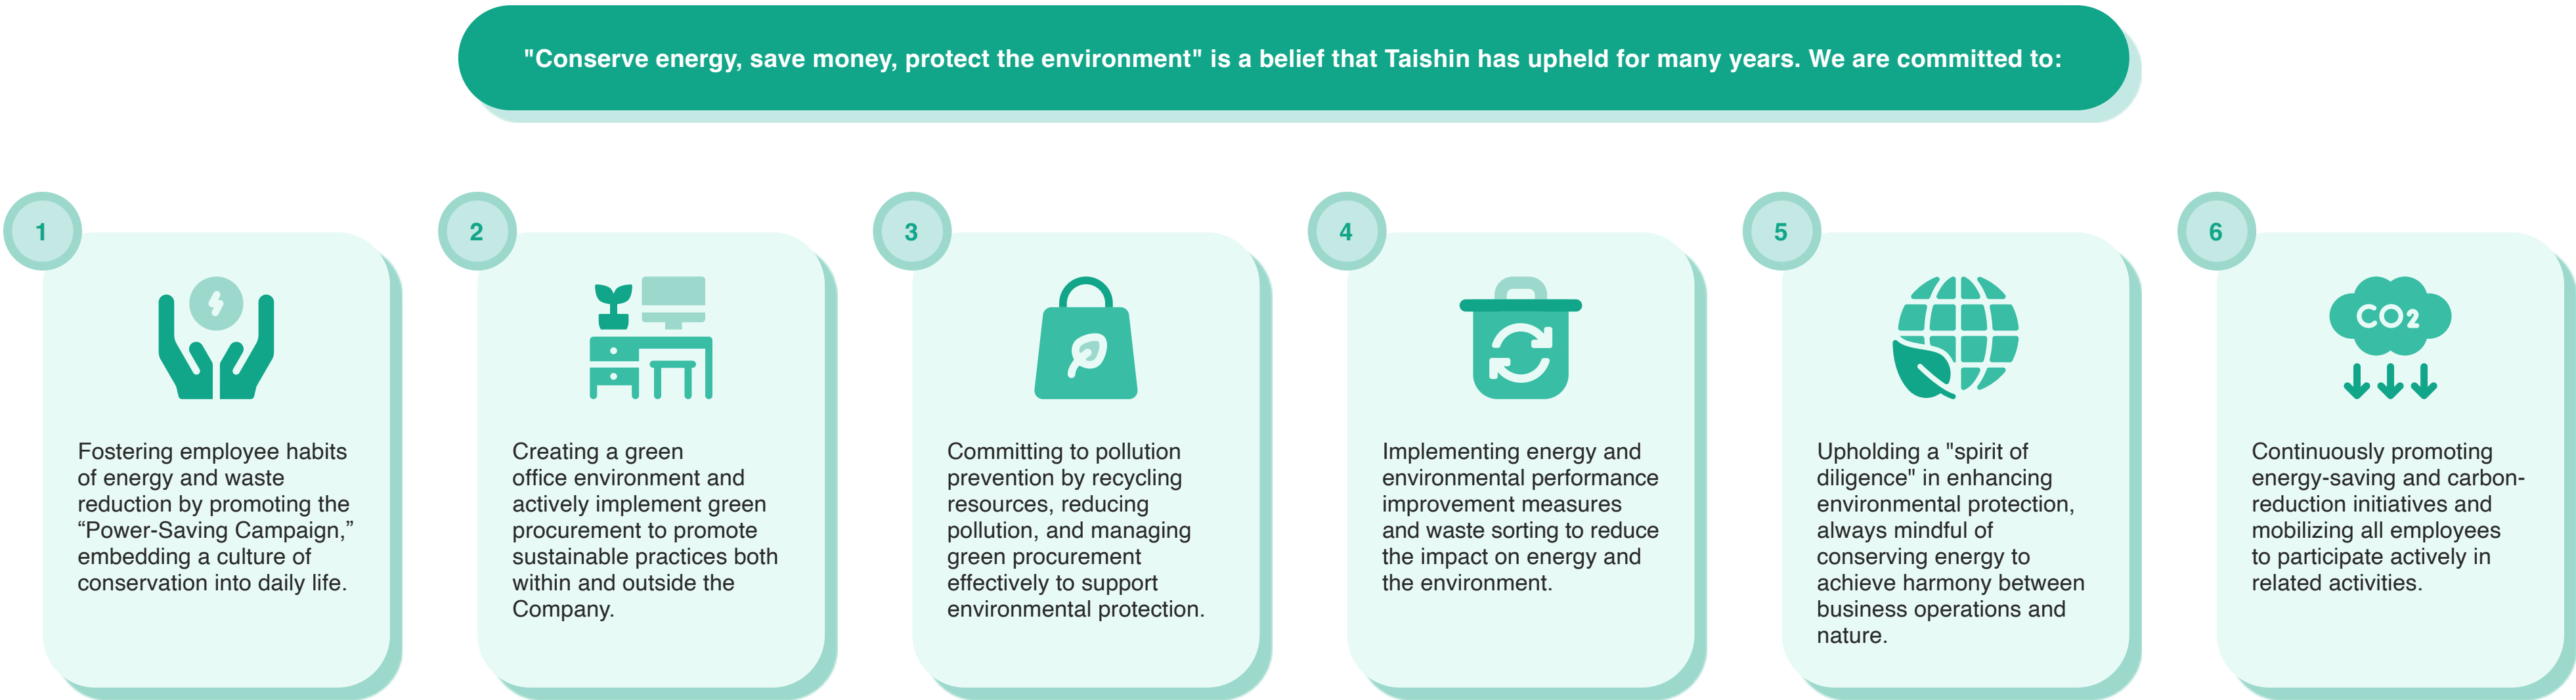 "Conserve energy, save money, protect the environment" is a belief that Taishin has upheld for many years. We are committed to:
1
Fostering employee habits
of energy and waste
reduction by promoting the
“Power-Saving Campaign,”
embedding a culture of
conservation into daily life.
2
Creating a green
office environment and
actively implement green
procurement to promote
sustainable practices both
within and outside the
Company.
3
Committing to pollution
prevention by recycling
resources, reducing
pollution, and managing
green procurement
effectively to support
environmental protection.
4
Implementing energy and
environmental performance
improvement measures
and waste sorting to reduce
the impact on energy and
the environment.
5
Upholding a "spirit of
diligence" in enhancing
environmental protection,
always mindful of
conserving energy to
achieve harmony between
business operations and
nature.
6
CO2
Continuously promoting
energy-saving and carbon-
reduction initiatives and
mobilizing all employees
to participate actively in
related activities.